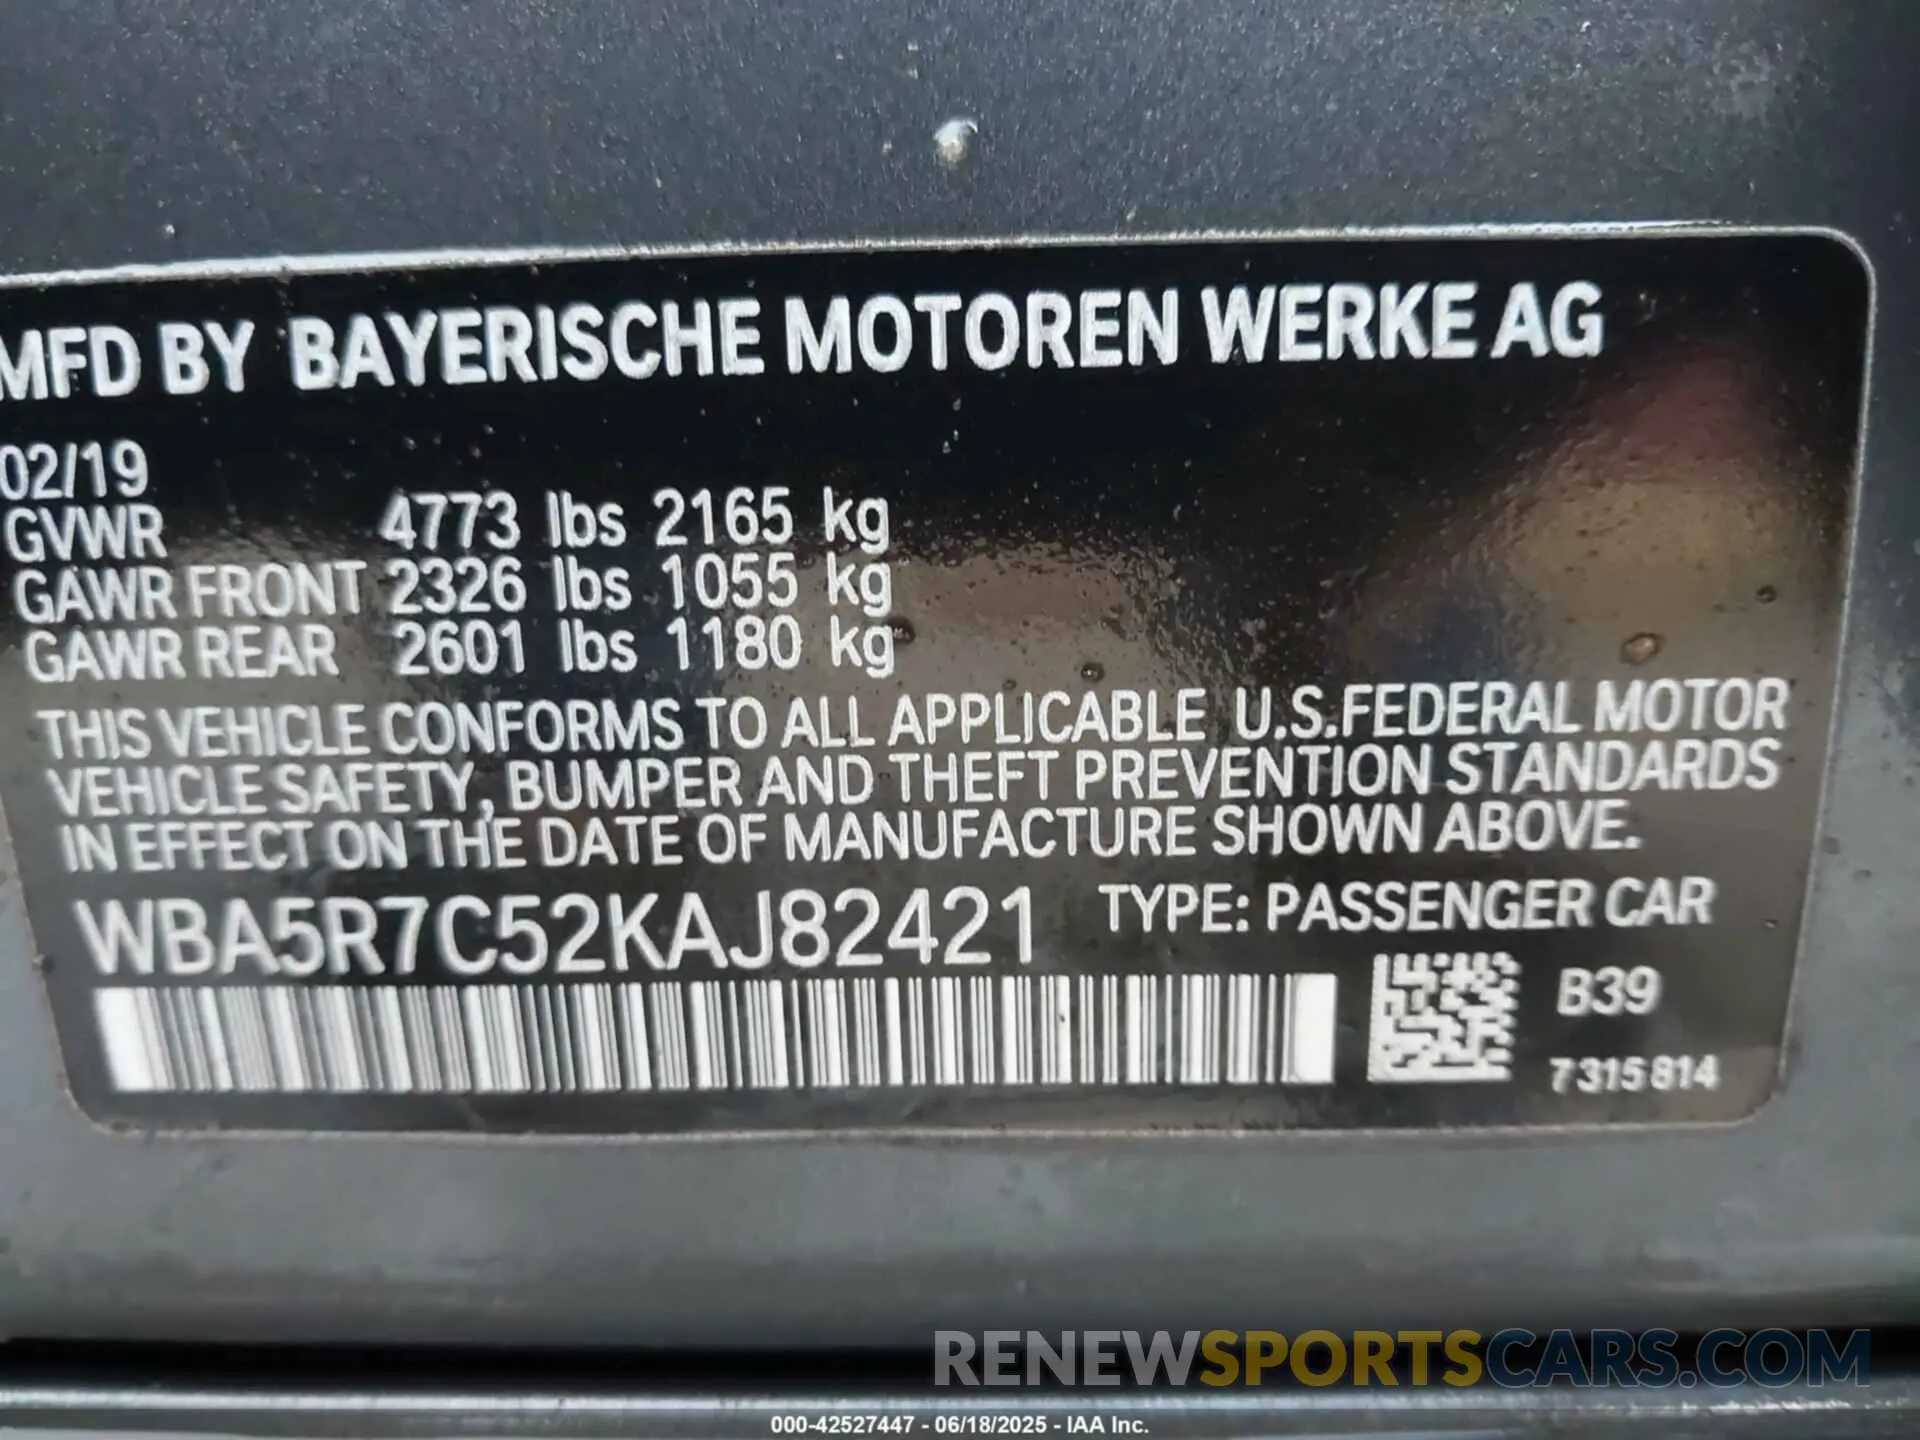 MFD BY BAYERISCHE MOTOREN WERKE AG
02/19
GVWR 4773 lbs 2165 kg
GAWR FRONT 2326 lbs 1055 kg
GAWR REAR 2601 lbs 1180 kg
THIS VEHICLE CONFORMS TO ALL APPLICABLE U.S.FEDERAL MOTOR
VEHICLE SAFETY, BUMPER AND THEFT PREVENTION STANDARDS
IN EFFECT ON THE DATE OF MANUFACTURE SHOWN ABOVE.
WBA5R7C52KAJ82421 TYPE: PASSENGER CAR
B39
7315814
RENEWSPORTSCARS.COM
000-42527447 - 06/18/2025 - IAA Inc.